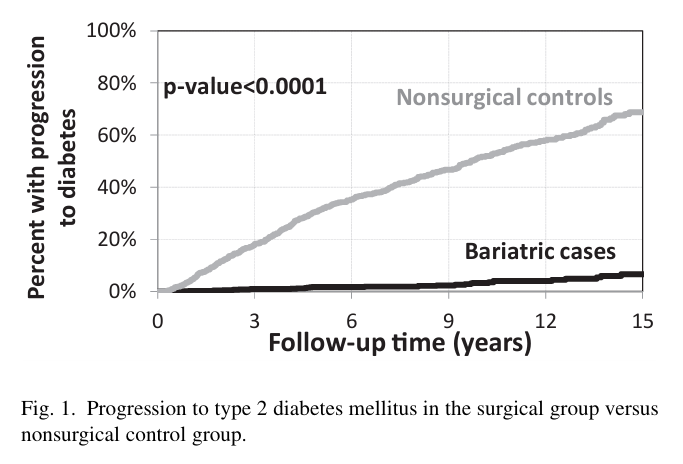 100%
80%
60%
40%
20%
0%
Percent with progression
to diabetes
p-value<0.0001
Nonsurgical controls
Bariatric cases
0 3 6 9 12 15
Follow-up time (years)
Fig. 1. Progression to type 2 diabetes mellitus in the surgical group versus
nonsurgical control group.